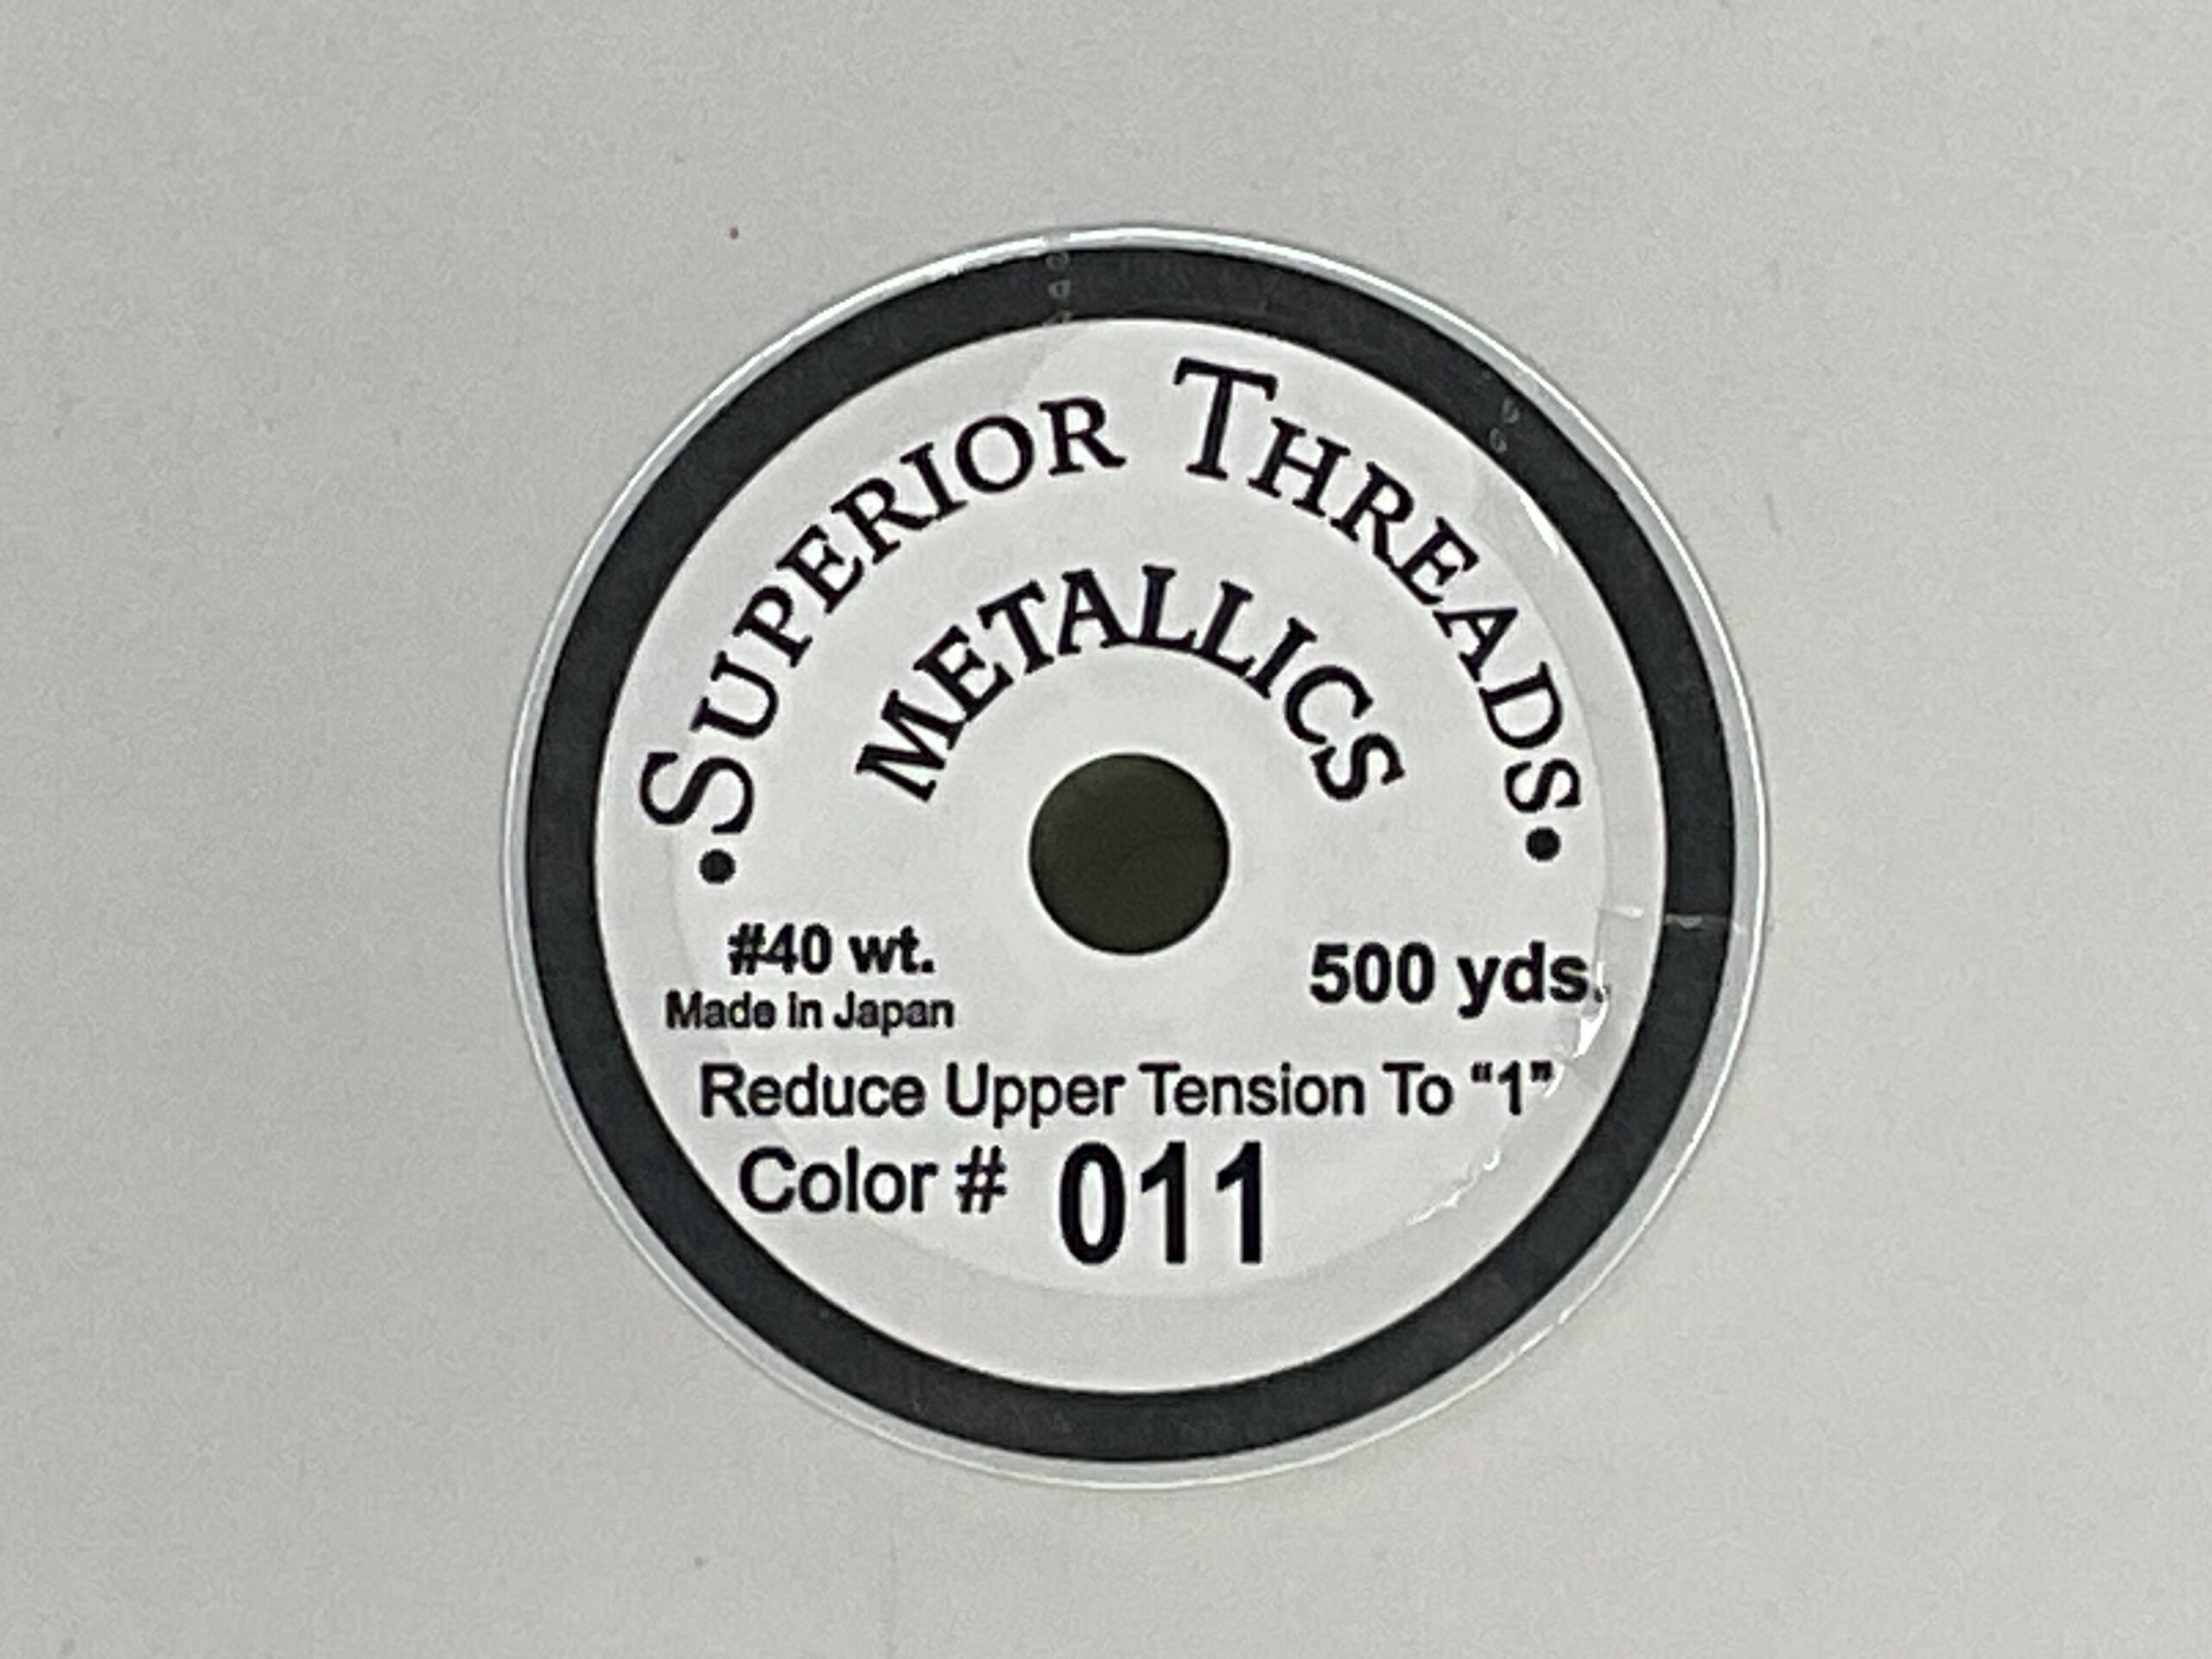 •Superior Threads•
METALLICS
#40 wt.
500 yds.
Made in Japan
Reduce Upper Tension To “1”
Color # 011